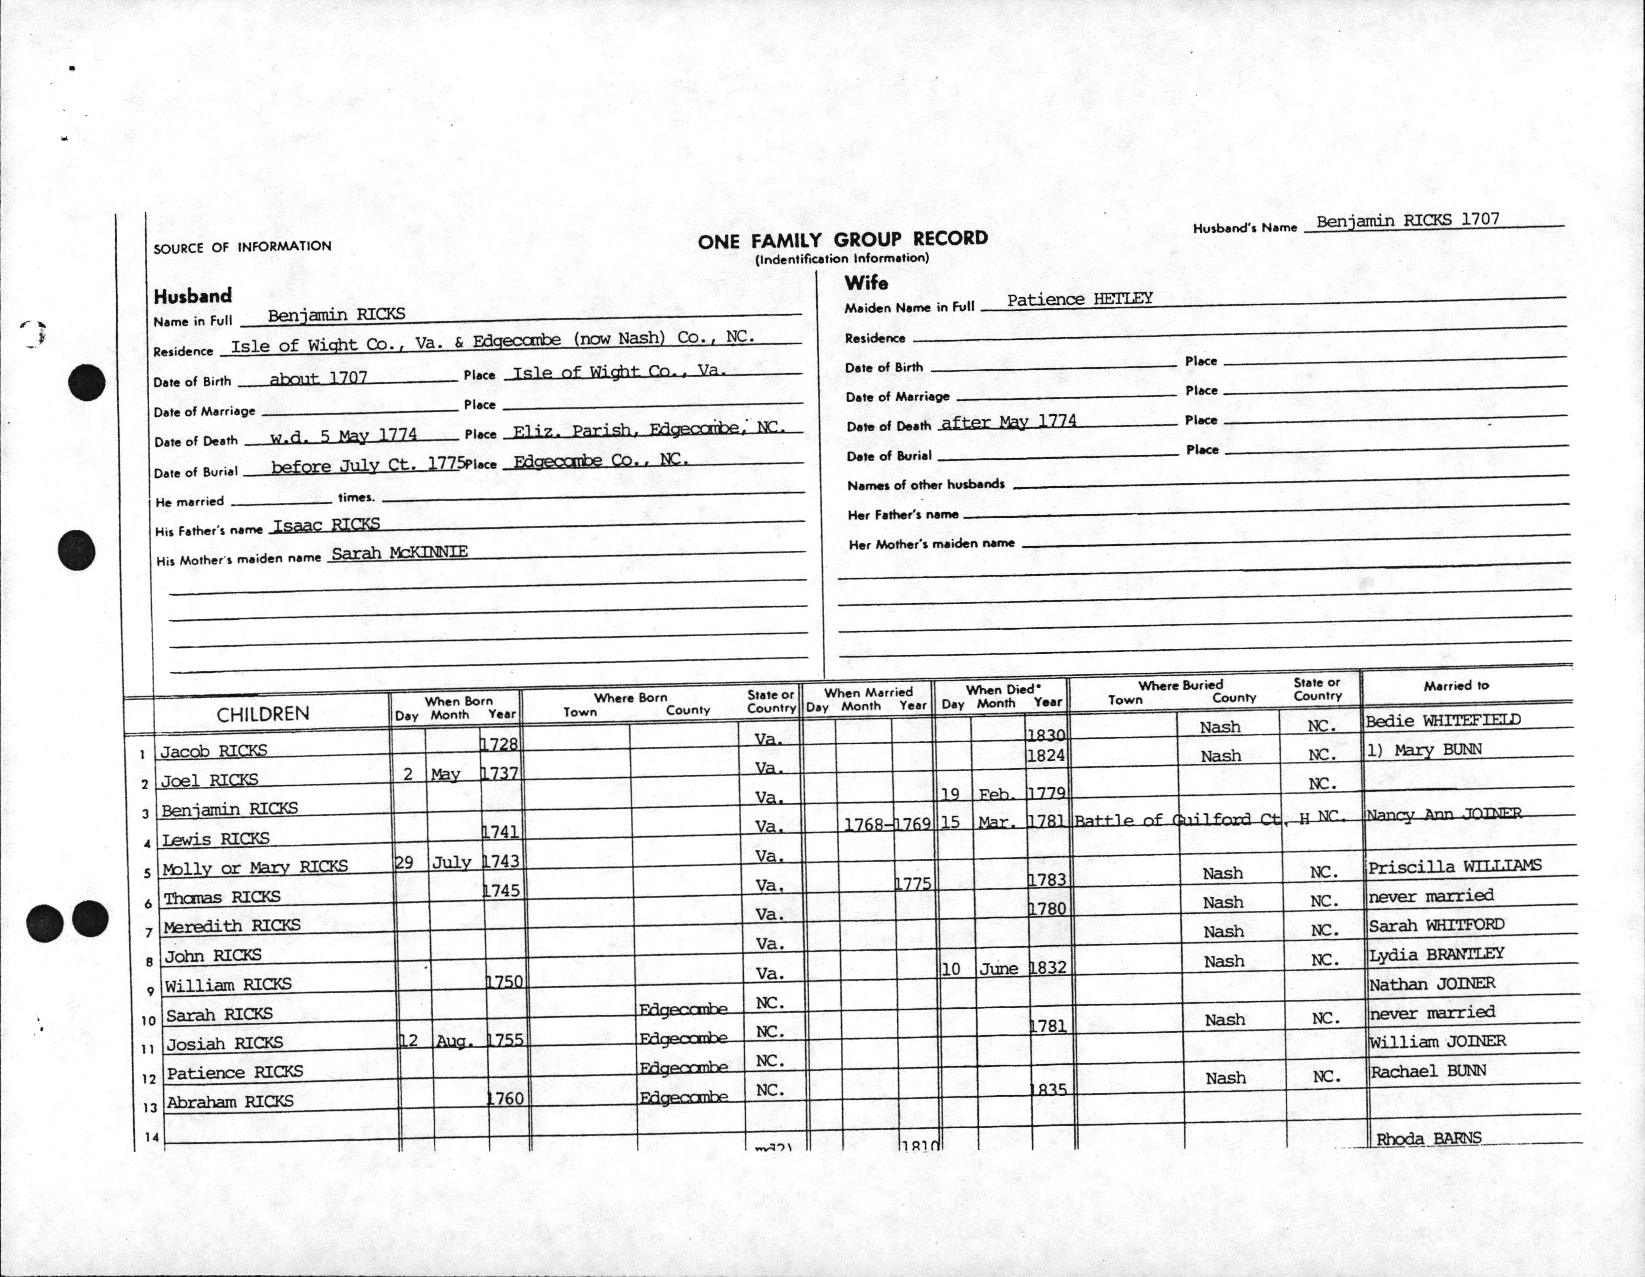 Husband's Name Benjamin RICKS 1707
SOURCE OF INFORMATION
ONE FAMILY GROUP RECORD
(Indentification Information)
Husband
Name in Full Benjamin RICKS
Residence Isle of Wight Co., Va. & Edgecombe (now Nash) Co., NC.
Date of Birth about 1707 Place Isle of Wight Co., Va.
Date of Marriage Place
Date of Death w.d. 5 May 1774 Place Eliz. Parish, Edgecombe, NC.
Date of Burial before July Ct. 1775 Place Edgecombe Co., NC.
He married times.
His Father's name Isaac RICKS
His Mother's maiden name Sarah McKINNIE
Wife
Maiden Name in Full Patience HETLEY
Residence
Date of Birth Place
Date of Marriage Place
Date of Death after May 1774 Place
Date of Burial Place
Names of other husbands
Her Father's name
Her Mother's maiden name
CHILDREN When Born Where Born State or Country When Married When Died* Where Buried State or Country Married to
Day Month Year Town County Day Month Year Day Month Year Town County
1 Jacob RICKS 1728 Va. 1830 Nash NC. Bedie WHITEFIELD
2 Joel RICKS 2 May 1737 Va. 1824 Nash NC. 1) Mary BUNN
3 Benjamin RICKS Va. 19 Feb. 1779 NC.
4 Lewis RICKS 1741 Va. 1768-1769 15 Mar. 1781 Battle of Guilford Ct. H NC. Nancy Ann JOINER
5 Molly or Mary RICKS 29 July 1743 Va.
6 Thomas RICKS 1745 Va. 1775 1783 Nash NC. Priscilla WILLIAMS
7 Meredith RICKS Va. 1780 Nash NC. never married
8 John RICKS Va. Nash NC. Sarah WHITFORD
9 William RICKS 1750 Va. 10 June 1832 Nash NC. Lydia BRANTLEY
10 Sarah RICKS Edgecombe NC. Nathan JOINER
11 Josiah RICKS 12 Aug. 1755 Edgecombe NC. 1781 Nash NC. never married
12 Patience RICKS Edgecombe NC. William JOINER
13 Abraham RICKS 1760 Edgecombe NC. 1835 Nash NC. Rachael BUNN
14 1810 Rhoda BARNS